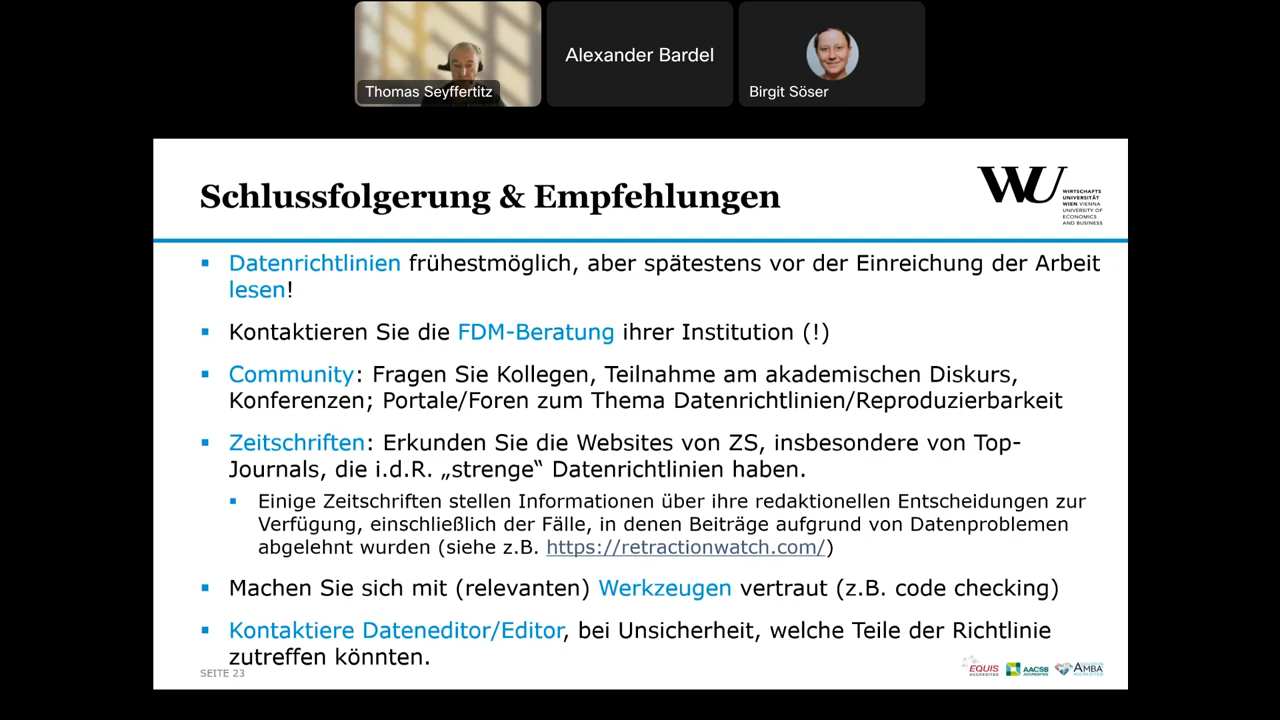 Thomas Seyffertitz
Alexander Bardel
Birgit Söser
Schlussfolgerung & Empfehlungen
WU
WIRTSCHAFTS
UNIVERSITÄT
WIEN VIENNA
UNIVERSITY OF
ECONOMICS
AND BUSINESS
Datenrichtlinien frühestmöglich, aber spätestens vor der Einreichung der Arbeit
lesen!
Kontaktieren Sie die FDM-Beratung ihrer Institution (!)
Community: Fragen Sie Kollegen, Teilnahme am akademischen Diskurs,
Konferenzen; Portale/Foren zum Thema Datenrichtlinien/Reproduzierbarkeit
Zeitschriften: Erkunden Sie die Websites von ZS, insbesondere von Top-
Journals, die i.d.R. „strenge“ Datenrichtlinien haben.
Einige Zeitschriften stellen Informationen über ihre redaktionellen Entscheidungen zur
Verfügung, einschließlich der Fälle, in denen Beiträge aufgrund von Datenproblemen
abgelehnt wurden (siehe z.B. https://retractionwatch.com/)
Machen Sie sich mit (relevanten) Werkzeugen vertraut (z.B. code checking)
Kontaktiere Dateneditor/Editor, bei Unsicherheit, welche Teile der Richtlinie
zutreffen könnten.
SEITE 23
EQUIS
ACCREDITED
AACSB
ACCREDITED
AMBA
ACCREDITED